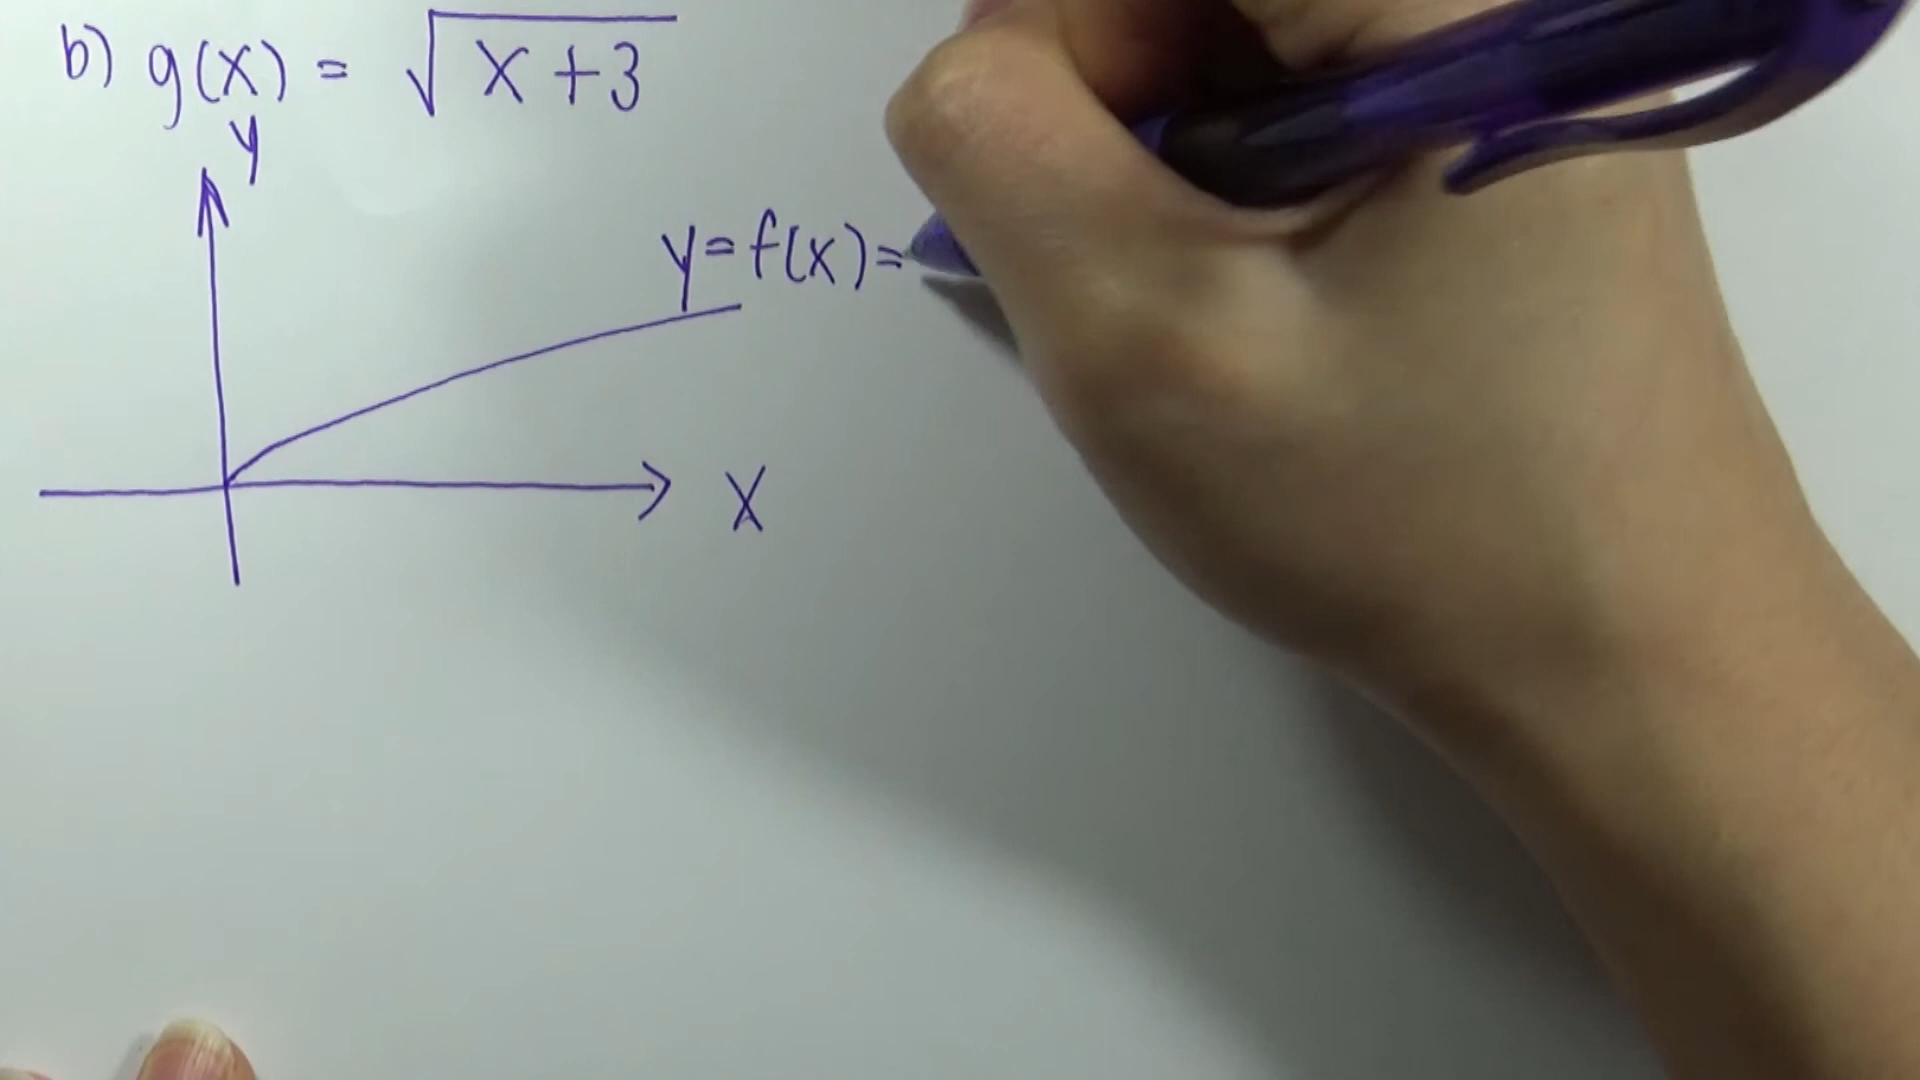 b) g(x) = √x+3
y
y=f(x)=
x